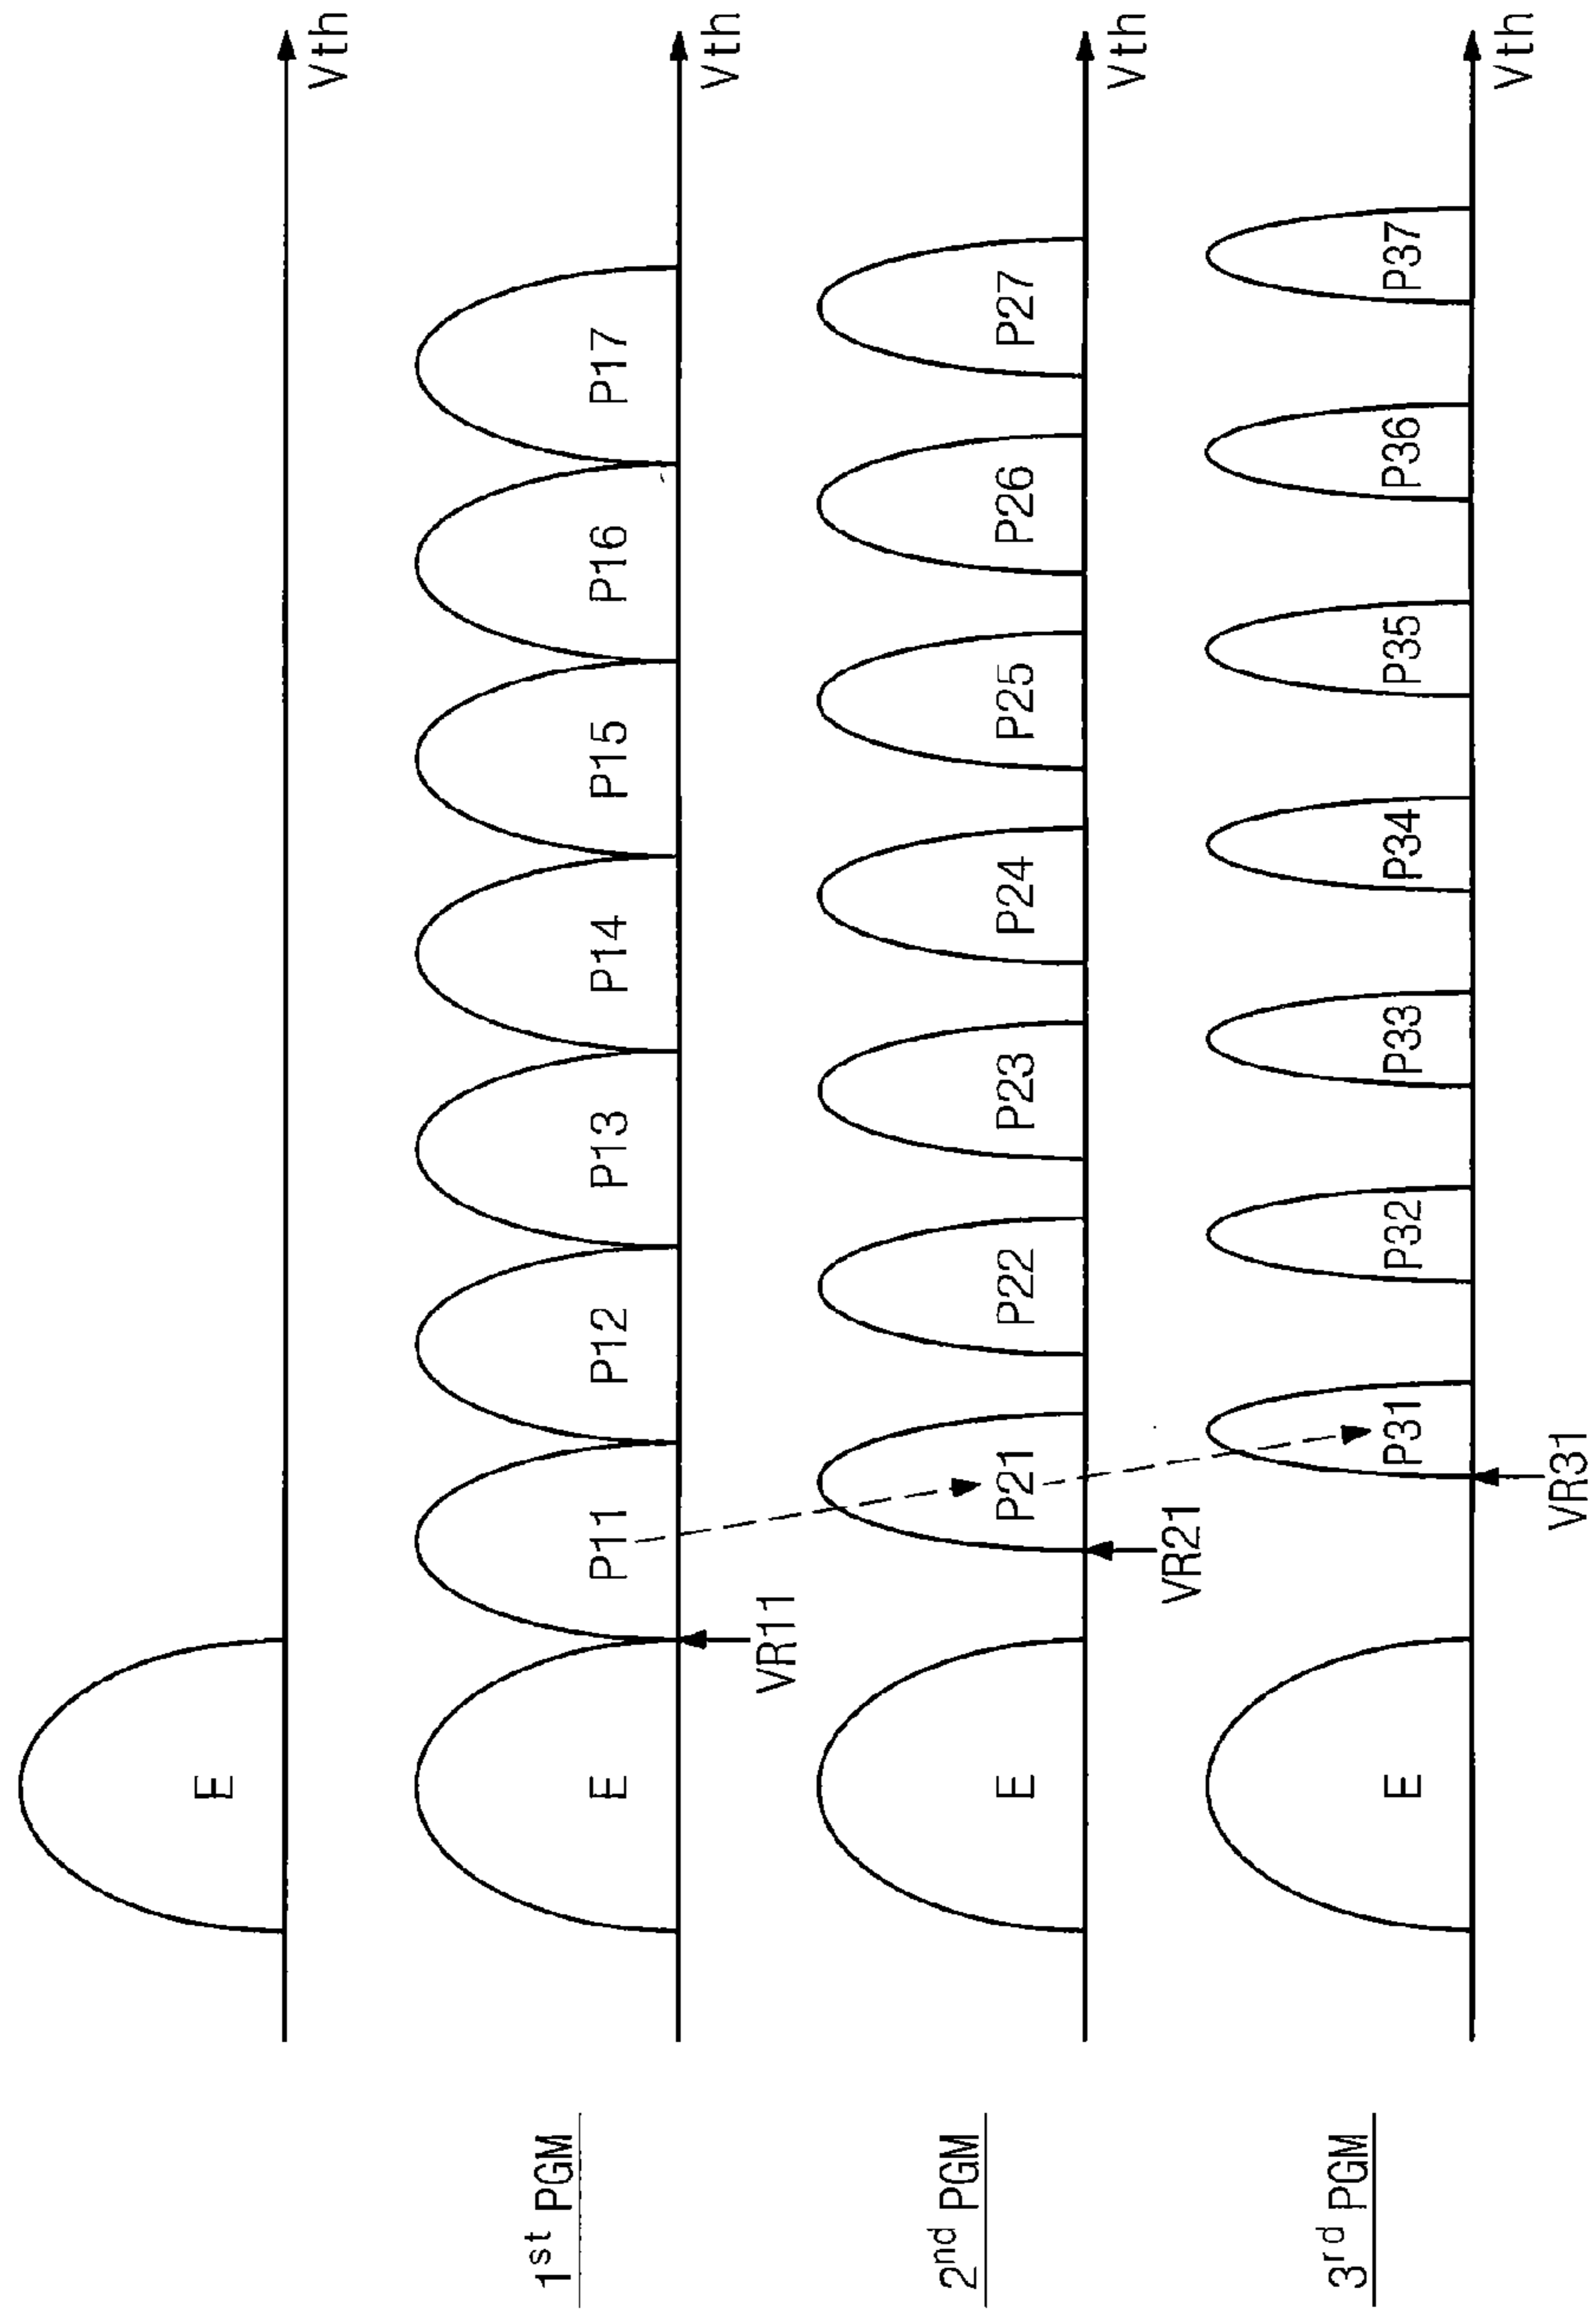 E
Vth
1st PGM
E
P11
P12
P13
P14
P15
P16
P17
Vth
VR11
2nd PGM
E
P21
P22
P23
P24
P25
P26
P27
Vth
VR21
3rd PGM
E
P31
P32
P33
P34
P35
P36
P37
Vth
VR31